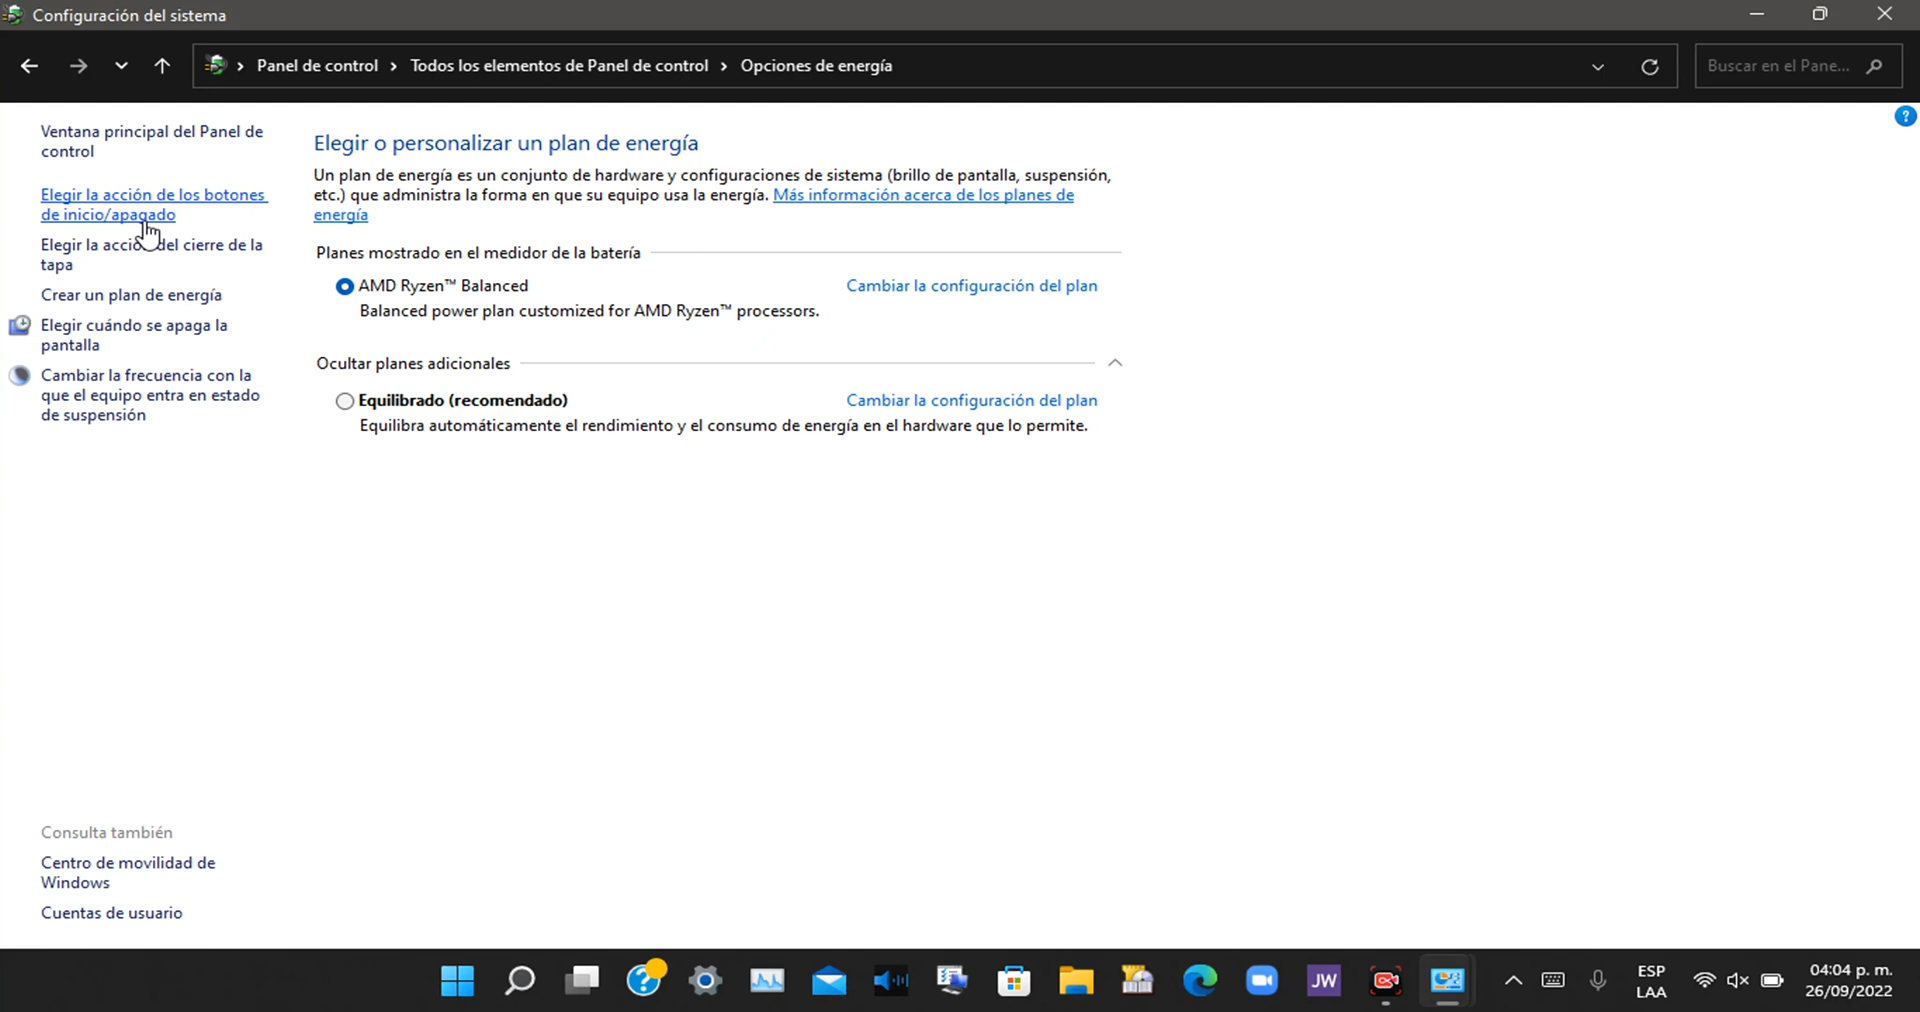 Configuración del sistema
Panel de control > Todos los elementos de Panel de control > Opciones de energía
Buscar en el Pane...
Ventana principal del Panel de
control
Elegir la acción de los botones
de inicio/apagado
Elegir la acción del cierre de la
tapa
Crear un plan de energía
Elegir cuándo se apaga la
pantalla
Cambiar la frecuencia con la
que el equipo entra en estado
de suspensión
Elegir o personalizar un plan de energía
Un plan de energía es un conjunto de hardware y configuraciones de sistema (brillo de pantalla, suspensión,
etc.) que administra la forma en que su equipo usa la energía. Más información acerca de los planes de
energía
Planes mostrado en el medidor de la batería
AMD Ryzen™ Balanced Cambiar la configuración del plan
Balanced power plan customized for AMD Ryzen™ processors.
Ocultar planes adicionales
Equilibrado (recomendado) Cambiar la configuración del plan
Equilibra automáticamente el rendimiento y el consumo de energía en el hardware que lo permite.
Consulta también
Centro de movilidad de
Windows
Cuentas de usuario
JW
ESP
LAA
04:04 p. m.
26/09/2022